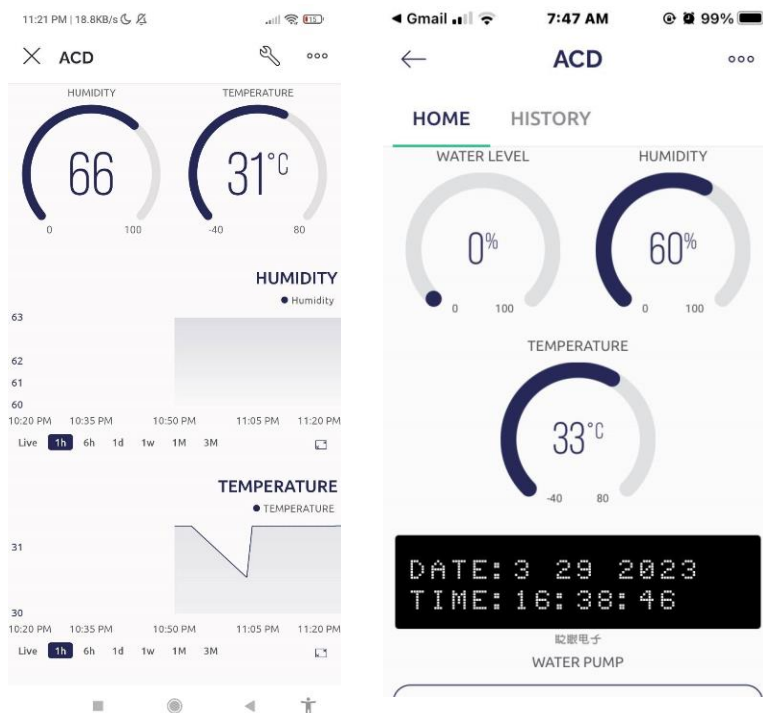 11:21 PM | 18.8KB/s
15
ACD
HUMIDITY
TEMPERATURE
66
31°C
0
100
-40
80
HUMIDITY
Humidity
63
62
61
60
10:20 PM 10:35 PM 10:50 PM 11:05 PM 11:20 PM
Live 1h 6h 1d 1w 1M 3M
TEMPERATURE
TEMPERATURE
31
30
10:20 PM 10:35 PM 10:50 PM 11:05 PM 11:20 PM
Live 1h 6h 1d 1w 1M 3M
Gmail 7:47 AM 99%
ACD
HOME HISTORY
WATER LEVEL
HUMIDITY
0%
60%
0 100
0 100
TEMPERATURE
33°C
-40 80
DATE:3 29 2023
TIME:16:38:46
眨眼电子
WATER PUMP